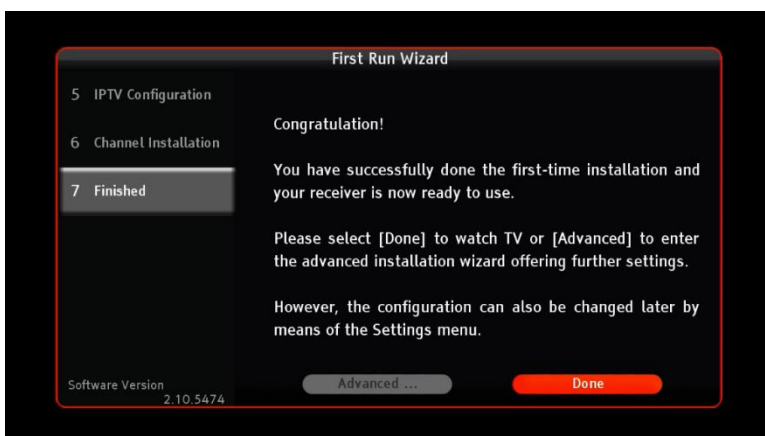 First Run Wizard
5 IPTV Configuration
6 Channel Installation
7 Finished
Congratulation!
You have successfully done the first-time installation and
your receiver is now ready to use.
Please select [Done] to watch TV or [Advanced] to enter
the advanced installation wizard offering further settings.
However, the configuration can also be changed later by
means of the Settings menu.
Software Version
2.10.5474
Advanced ...
Done